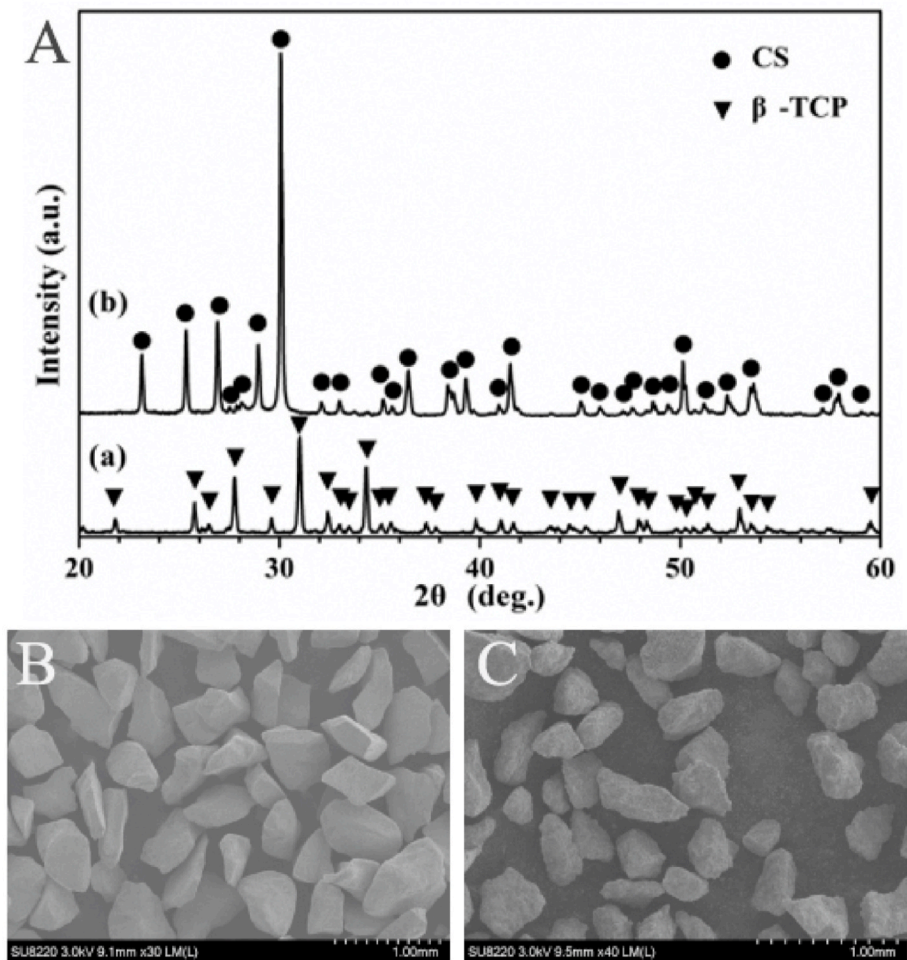 A
CS
β -TCP
Intensity (a.u.)
(b)
(a)
20 30 40 50 60
2θ (deg.)
B
C
SU8220 3.0kV 9.1mm x30 LM(L) 1.00mm
SU8220 3.0kV 9.5mm x40 LM(L) 1.00mm